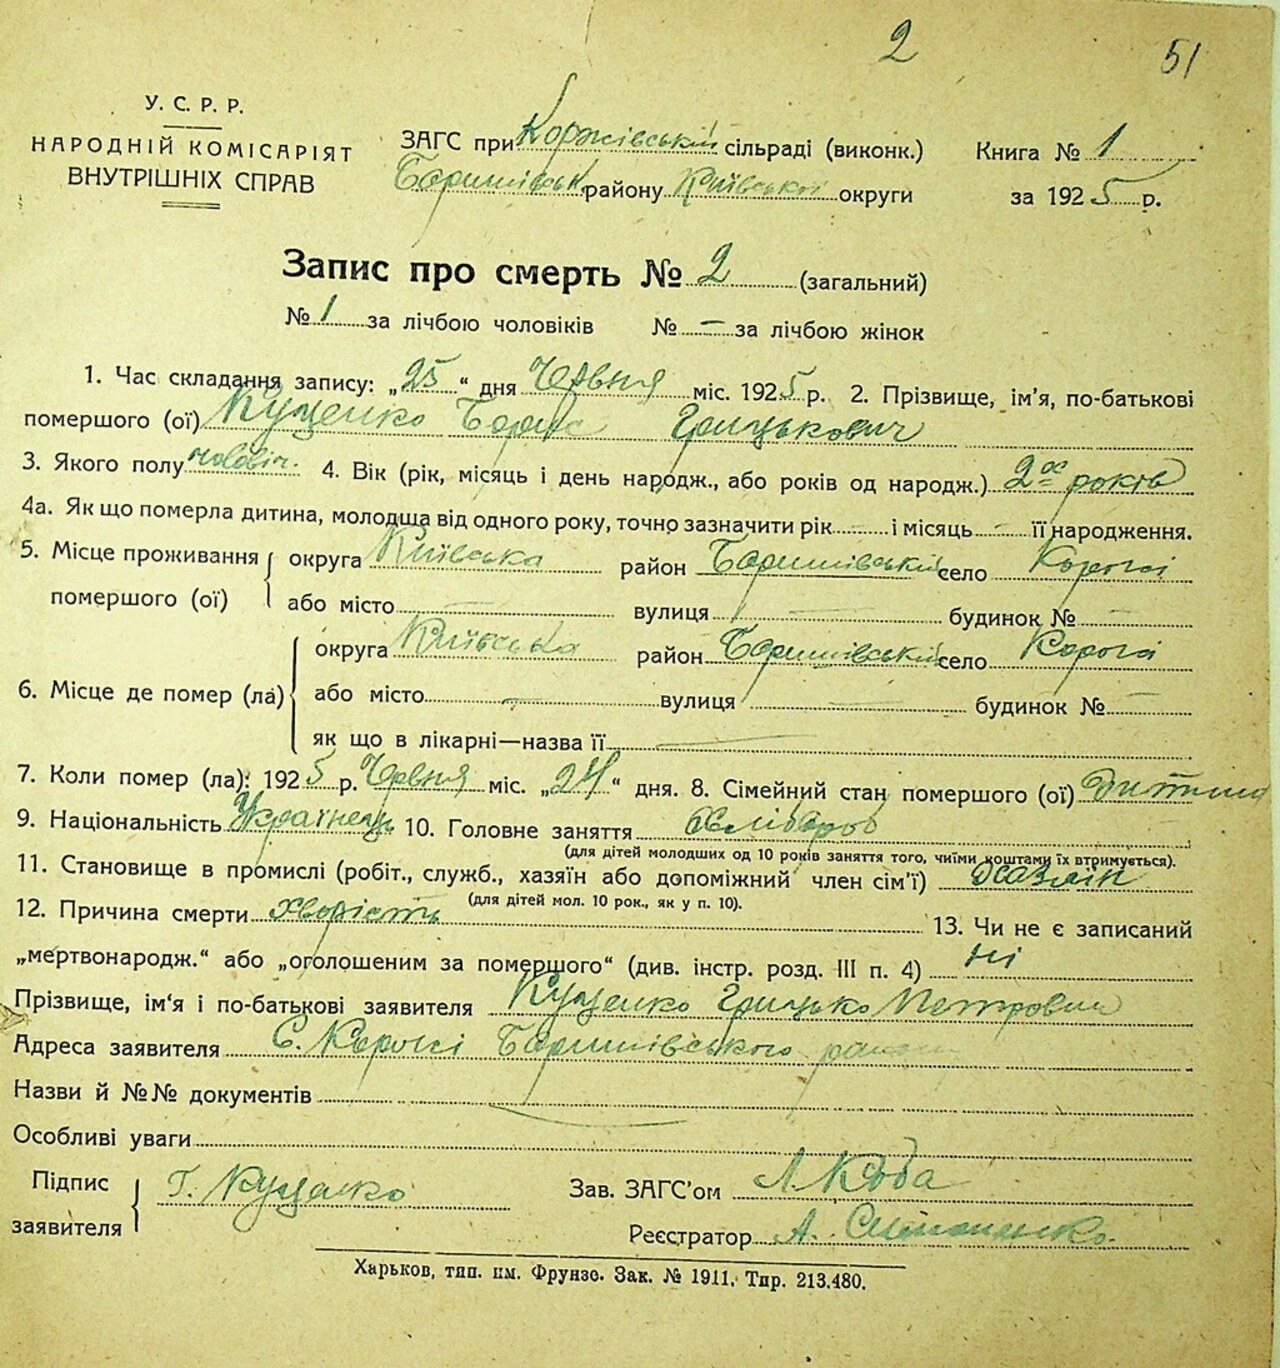 2
51
У. С. Р. Р.
НАРОДНІЙ КОМІСАРІЯТ
ВНУТРІШНІХ СПРАВ
ЗАГС при Коржівській сільраді (виконк.)
Баришівськ. району Київської округи
Книга № 1
за 1925 р.
Запис про смерть № 2 (загальний)
№ 1 за лічбою чоловіків № — за лічбою жінок
1. Час складання запису: „25“ дня Червня міс. 1925 р. 2. Прізвище, ім'я, по-батькові
помершого (ої) Куценко Борис Грицькович
3. Якого полу чоловіч. 4. Вік (рік, місяць і день народж., або років од народж.) 2ох років
4а. Як що померла дитина, молодща від одного року, точно зазначити рік — і місяць — її народження.
5. Місце проживання помершого (ої) округа Київська район Баришівський село Коржі
або місто — вулиця — будинок № —
6. Місце де помер (ла) округа Київська район Баришівський село Коржі
або місто — вулиця — будинок № —
як що в лікарні—назва її —
7. Коли помер (ла): 1925 р. Червня міс. „24“ дня. 8. Сімейний стан помершого (ої) Дитина
9. Національність Українець 10. Головне заняття Хлібороб
(для дітей молодших од 10 років заняття того, чиїми коштами їх втримується).
11. Становище в промислі (робіт., служб., хазяїн або допоміжний член сім'ї) Хазяїн
(для дітей мол. 10 рок., як у п. 10).
12. Причина смерти хворість 13. Чи не є записаний
„мертвонародж.“ або „оголошеним за помершого“ (див. інстр. розд. III п. 4) Ні
Прізвище, ім'я і по-батькові заявителя Куценко Грицько Петрович
Адреса заявителя С. Коржі Баришівського району
Назви й №№ документів —
Особливі уваги
Підпис заявителя Г. Куценко
Зав. ЗАГС'ом Л Коба
Реєстратор А. Симоненко
Харьков, тип. им. Фрунзе. Зак. № 1911. Тир. 213.480.